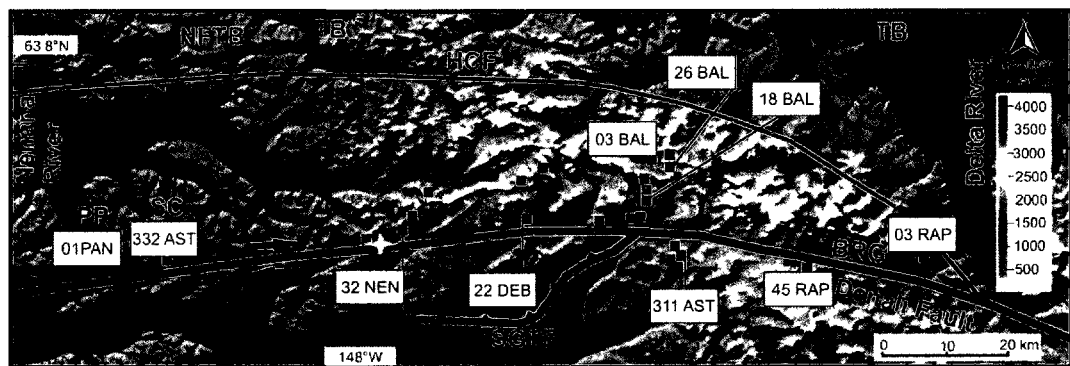 NFTB
TB
TB
63 8°N
HCF
26 BAL
18 BAL
03 BAL
Nenana
River
Delta River
4000
3500
3000
2500
2000
1500
1000
500
PP
SC
01PAN
332 AST
32 NEN
22 DEB
311 AST
45 RAP
03 RAP
Denali Fault
148°W
0 10 20 km